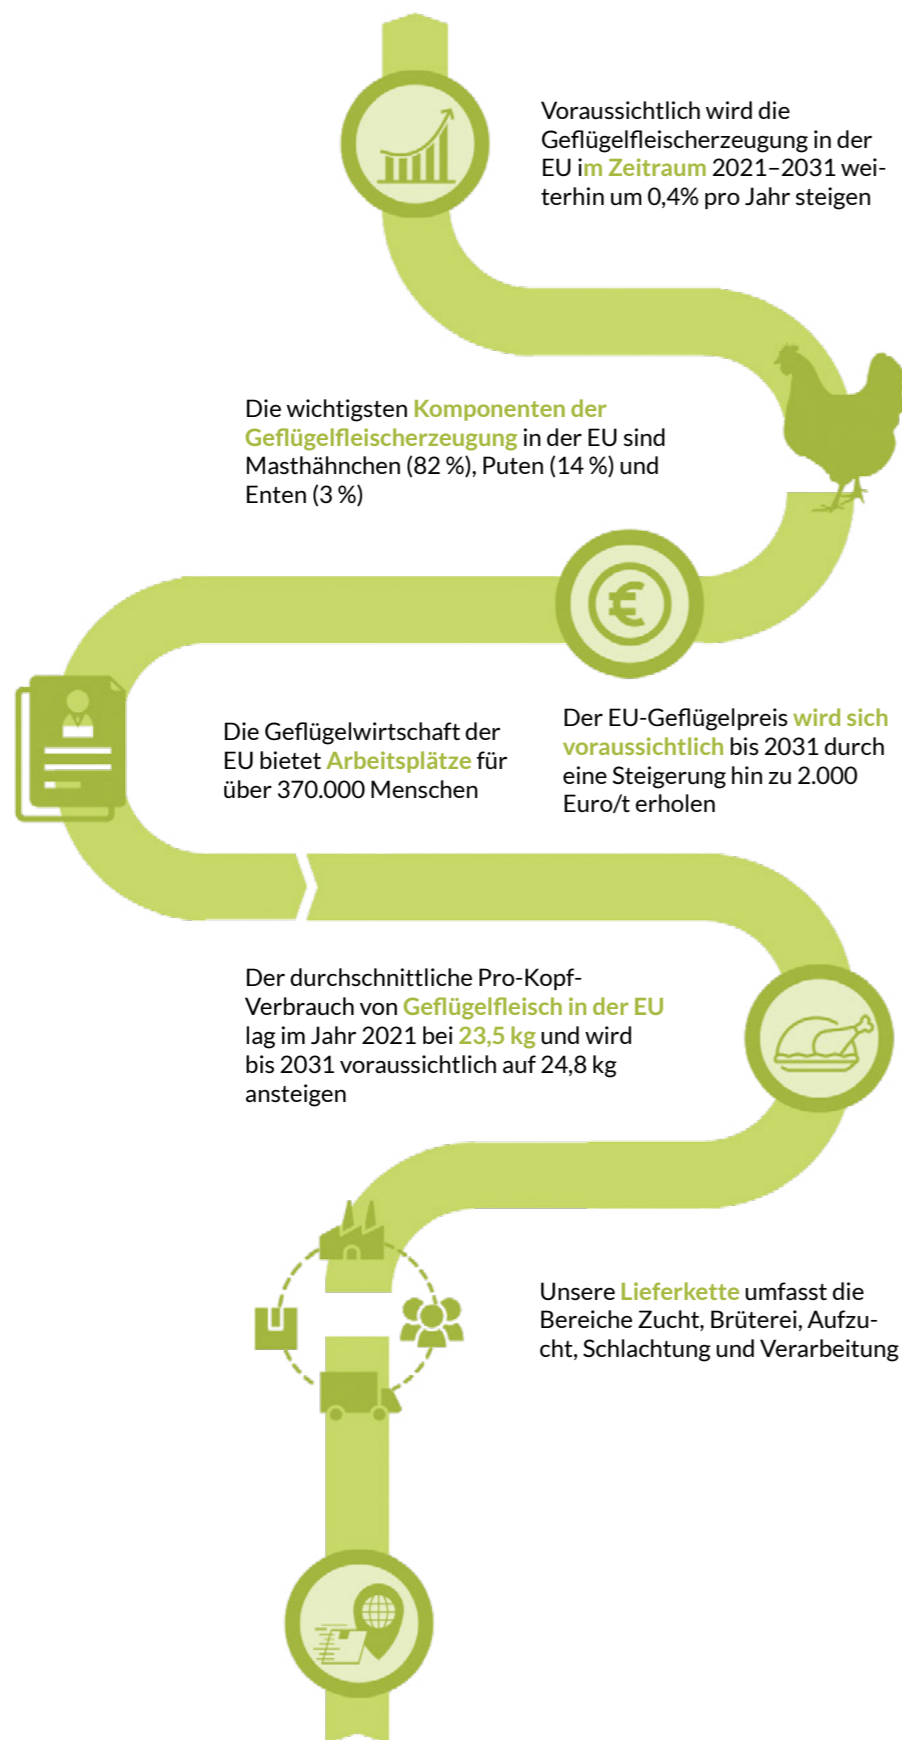 Voraussichtlich wird die
Geflügelfleischerzeugung in der
EU im Zeitraum 2021–2031 wei-
terhin um 0,4% pro Jahr steigen
Die wichtigsten Komponenten der
Geflügelfleischerzeugung in der EU sind
Masthähnchen (82 %), Puten (14 %) und
Enten (3 %)
Die Geflügelwirtschaft der
EU bietet Arbeitsplätze für
über 370.000 Menschen
Der EU-Geflügelpreis wird sich
voraussichtlich bis 2031 durch
eine Steigerung hin zu 2.000
Euro/t erholen
Der durchschnittliche Pro-Kopf-
Verbrauch von Geflügelfleisch in der EU
lag im Jahr 2021 bei 23,5 kg und wird
bis 2031 voraussichtlich auf 24,8 kg
ansteigen
Unsere Lieferkette umfasst die
Bereiche Zucht, Brüterei, Aufzu-
cht, Schlachtung und Verarbeitung